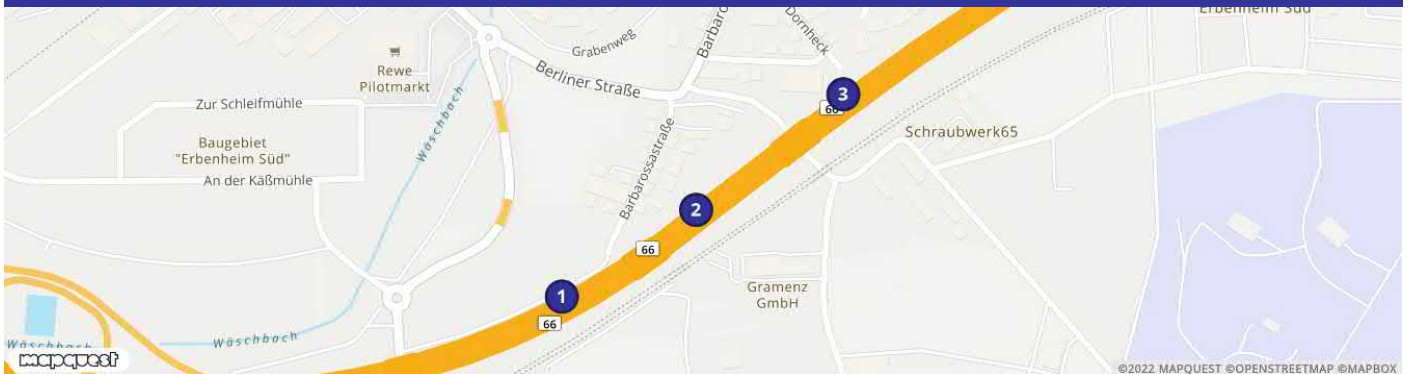 Erbenheim Süd
Dornheck
Barbaro
Grabenweg
Rewe
Pilotmarkt
Berliner Straße
3
66
Zur Schleifmühle
Wäschbach
Schraubwerk65
Baugebiet
"Erbenheim Süd"
An der Käßmühle
Barbarossastraße
2
66
1
Gramenz
GmbH
66
Wäschbach
Wäschbach
mapquest
©2022 MAPQUEST ©OPENSTREETMAP ©MAPBOX